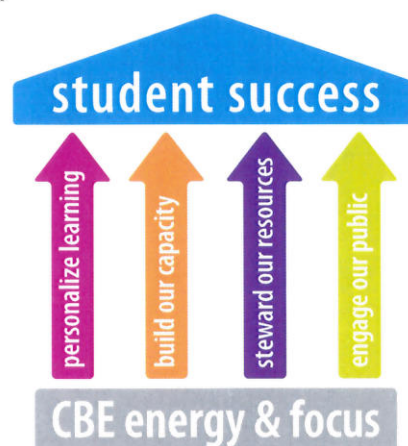 student success
personalize learning
build our capacity
steward our resources
engage our public
CBE energy & focus